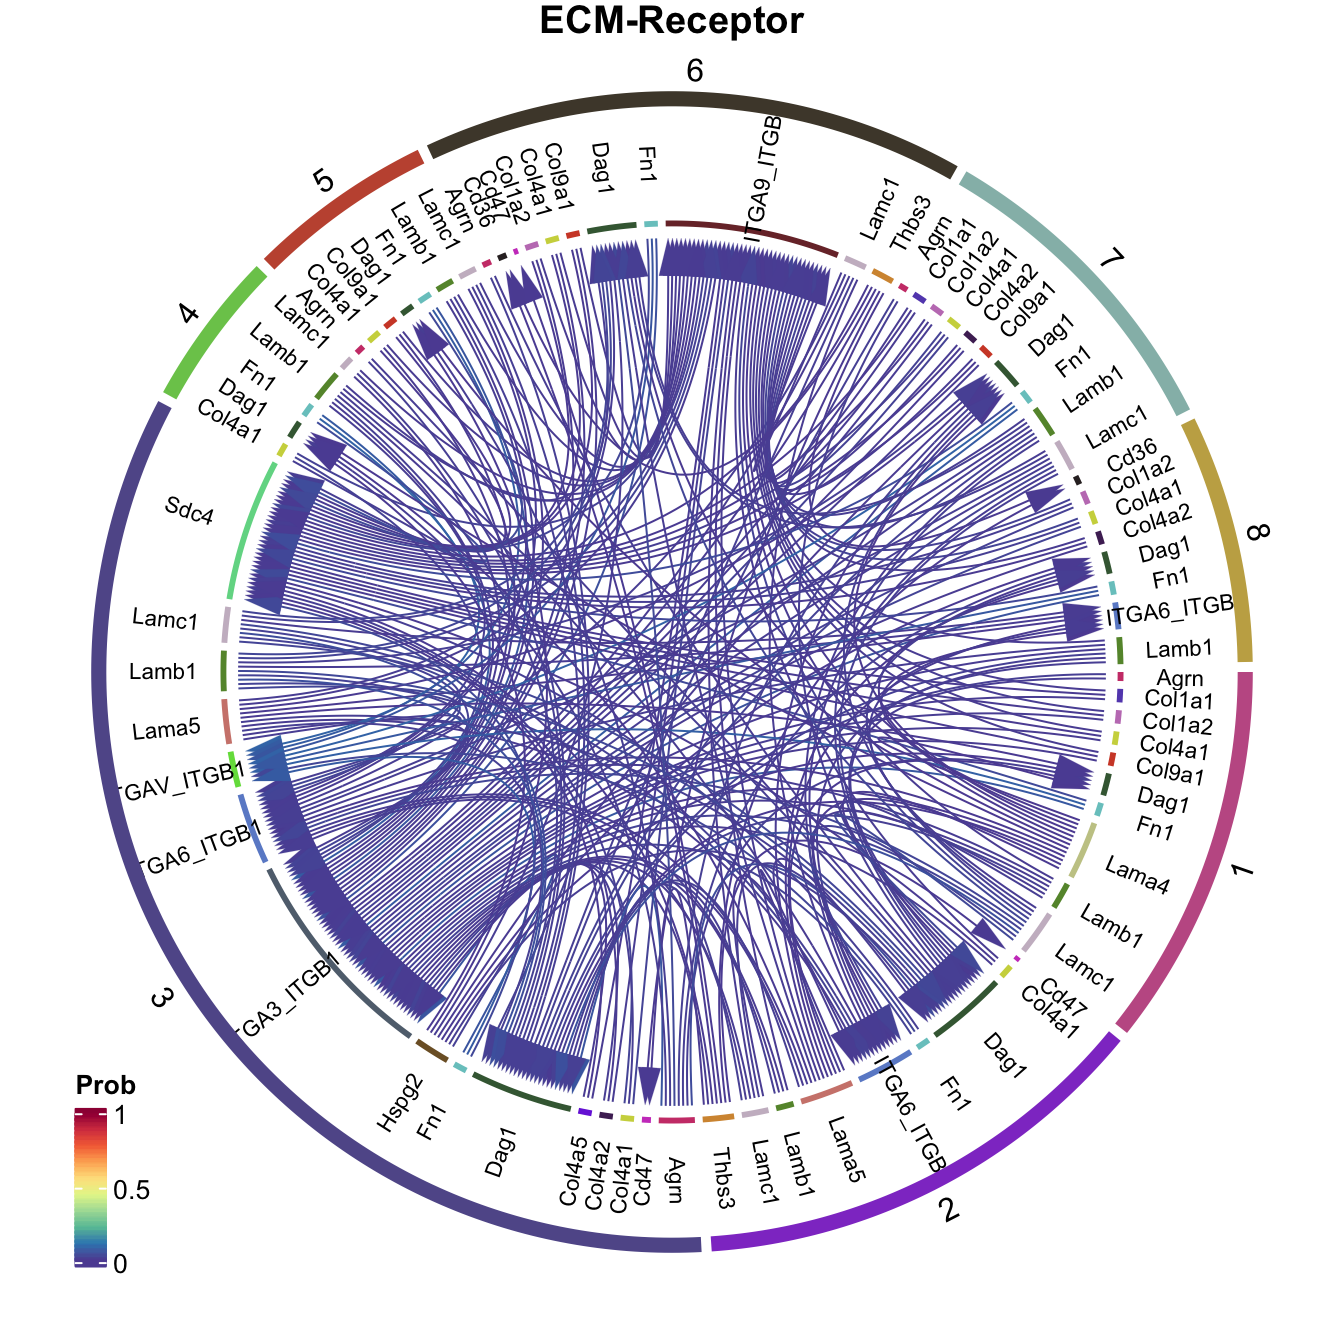 ECM-Receptor
6
ITGA9_ITGB
Lamc1
Thbs3
Agrn
Col1a1
Col1a2
Col4a1
Col4a2
Col9a1
Dag1
Fn1
Lamb1
7
Lamc1
Cd36
Col1a2
Col4a1
Col4a2
Dag1
Fn1
ITGA6_ITGB
Lamb1
8
Agrn
Col1a1
Col1a2
Col4a1
Col9a1
Dag1
Fn1
Lama4
Lamb1
Lamc1
1
Cd47
Col4a1
Dag1
Fn1
ITGA6_ITGB
Lama5
Lamb1
Lamc1
Thbs3
2
Agrn
Cd47
Col4a1
Col4a2
Col4a5
Dag1
Fn1
Hspg2
TGA3_ITGB1
TGA6_ITGB1
TGAV_ITGB1
Lama5
Lamb1
Lamc1
Sdc4
3
Col4a1
Dag1
Fn1
Lamb1
Lamc1
4
Agrn
Col4a1
Col9a1
Dag1
Fn1
Lamb1
Lamc1
5
Agrn
Cd36
Cd47
Col1a2
Col4a1
Col9a1
Dag1
Fn1
Prob
1
0.5
0